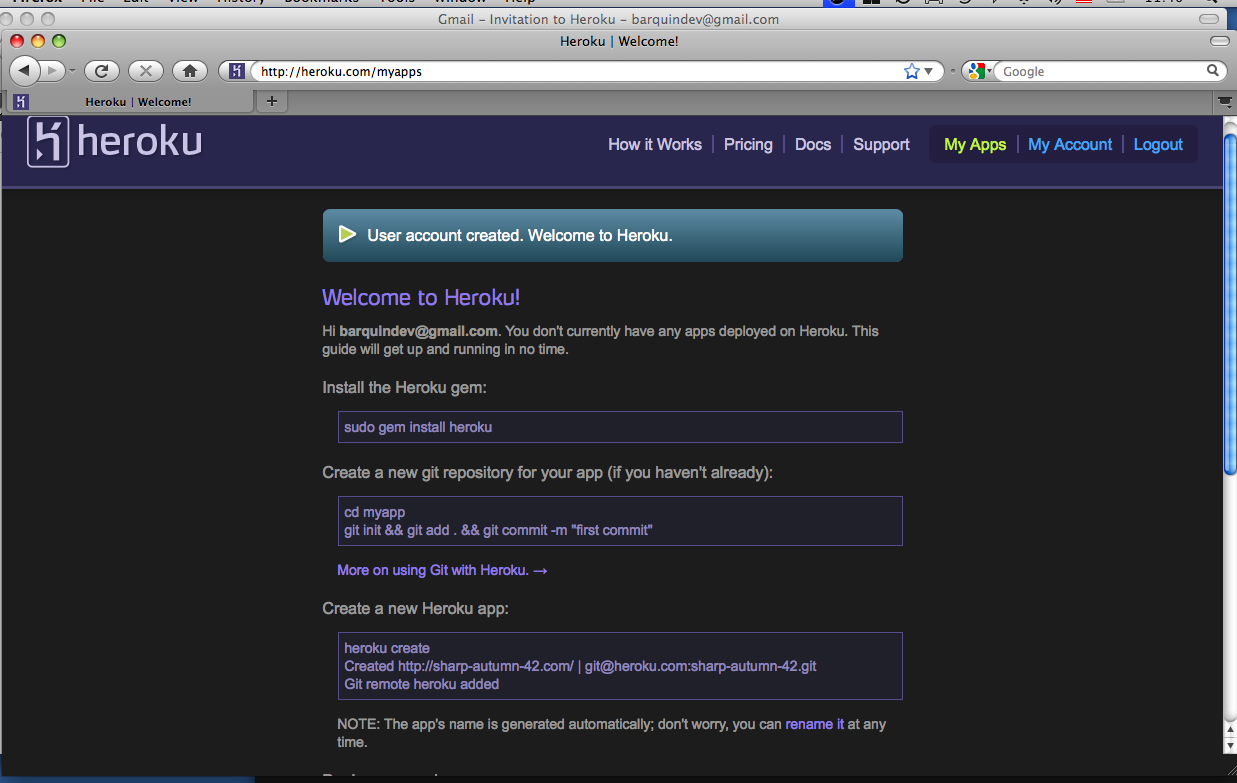 Gmail – Invitation to Heroku – barquindev@gmail.com
Heroku | Welcome!
http://heroku.com/myapps
Google
Heroku | Welcome!
heroku
How it Works
Pricing
Docs
Support
My Apps
My Account
Logout
User account created. Welcome to Heroku.
Welcome to Heroku!
Hi barquindev@gmail.com. You don't currently have any apps deployed on Heroku. This
guide will get up and running in no time.
Install the Heroku gem:
sudo gem install heroku
Create a new git repository for your app (if you haven't already):
cd myapp
git init && git add . && git commit -m "first commit"
More on using Git with Heroku. →
Create a new Heroku app:
heroku create
Created http://sharp-autumn-42.com/ | git@heroku.com:sharp-autumn-42.git
Git remote heroku added
NOTE: The app's name is generated automatically; don't worry, you can rename it at any
time.